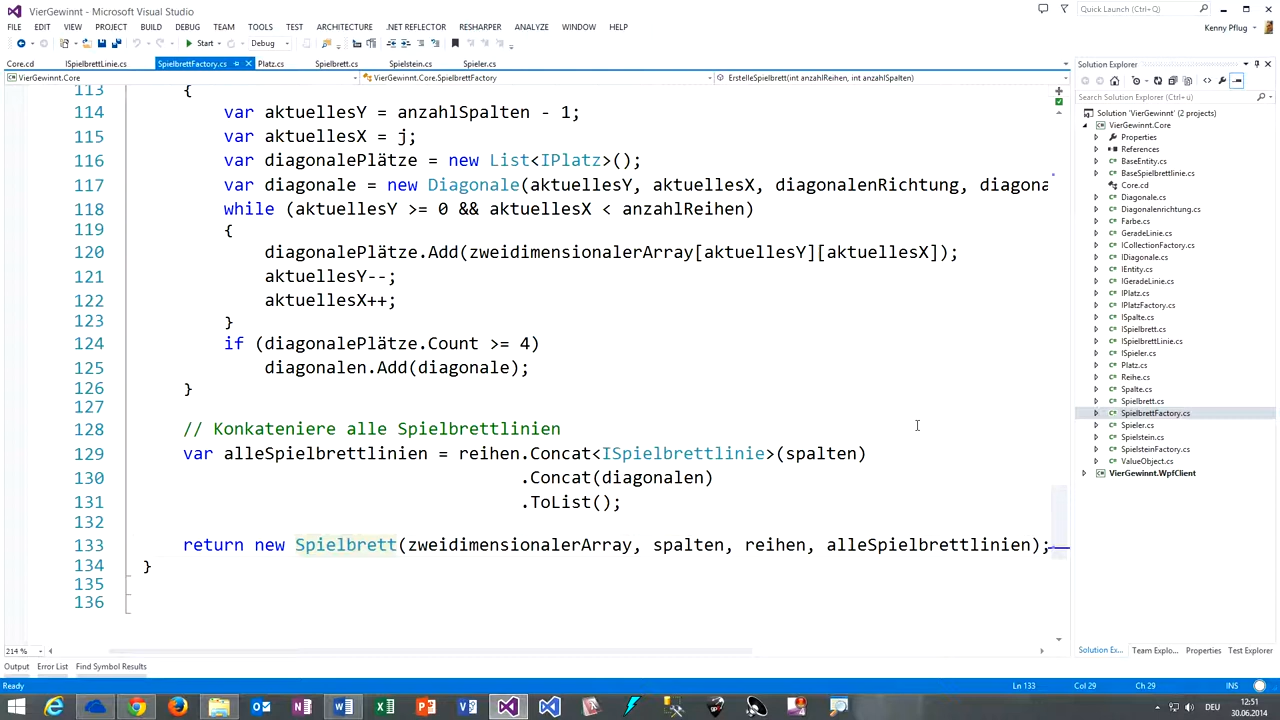 VierGewinnt - Microsoft Visual Studio
Quick Launch (Ctrl+Q)
FILE EDIT VIEW PROJECT BUILD DEBUG TEAM TOOLS TEST ARCHITECTURE .NET REFLECTOR RESHARPER ANALYZE WINDOW HELP
Kenny Pflug
Start Debug
Core.cd ISpielbrettLinie.cs SpielbrettFactory.cs Platz.cs Spielbrett.cs Spielstein.cs Spieler.cs
VierGewinnt.Core VierGewinnt.Core.SpielbrettFactory ErstelleSpielbrett(int anzahlReihen, int anzahlSpalten)
113 {
114 var aktuellesY = anzahlSpalten - 1;
115 var aktuellesX = j;
116 var diagonalePlätze = new List<IPlatz>();
117 var diagonale = new Diagonale(aktuellesY, aktuellesX, diagonalenRichtung, diagona
118 while (aktuellesY >= 0 && aktuellesX < anzahlReihen)
119 {
120 diagonalePlätze.Add(zweidimensionalerArray[aktuellesY][aktuellesX]);
121 aktuellesY--;
122 aktuellesX++;
123 }
124 if (diagonalePlätze.Count >= 4)
125 diagonalen.Add(diagonale);
126 }
127
128 // Konkateniere alle Spielbrettlinien
129 var alleSpielbrettlinien = reihen.Concat<ISpielbrettlinie>(spalten)
130 .Concat(diagonalen)
131 .ToList();
132
133 return new Spielbrett(zweidimensionalerArray, spalten, reihen, alleSpielbrettlinien);
134 }
135
136
214 %
Solution Explorer
Search Solution Explorer (Ctrl+ü)
Solution 'VierGewinnt' (2 projects)
VierGewinnt.Core
Properties
References
BaseEntity.cs
BaseSpielbrettlinie.cs
Core.cd
Diagonale.cs
Diagonalenrichtung.cs
Farbe.cs
GeradeLinie.cs
ICollectionFactory.cs
IDiagonale.cs
IEntity.cs
IGeradeLinie.cs
IPlatz.cs
IPlatzFactory.cs
ISpalte.cs
ISpielbrett.cs
ISpielbrettLinie.cs
ISpieler.cs
Platz.cs
Reihe.cs
Spalte.cs
Spielbrett.cs
SpielbrettFactory.cs
Spieler.cs
Spielstein.cs
SpielsteinFactory.cs
ValueObject.cs
VierGewinnt.WpfClient
Solution Ex... Team Explo... Properties Test Explorer
Output Error List Find Symbol Results
Ready Ln 133 Col 29 Ch 29 INS
DEU
12:51
30.06.2014